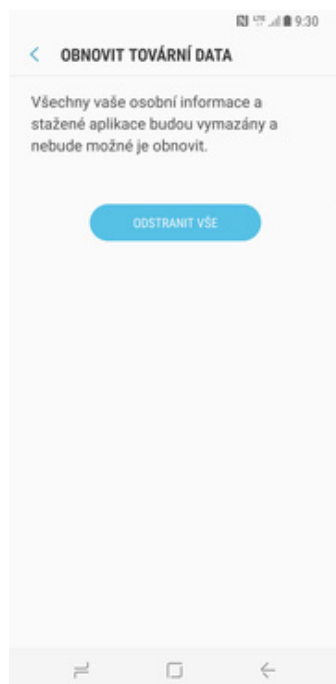 9:30
OBNOVIT TOVÁRNÍ DATA
Všechny vaše osobní informace a
stažené aplikace budou vymazány a
nebude možné je obnovit.
ODSTRANIT VŠE